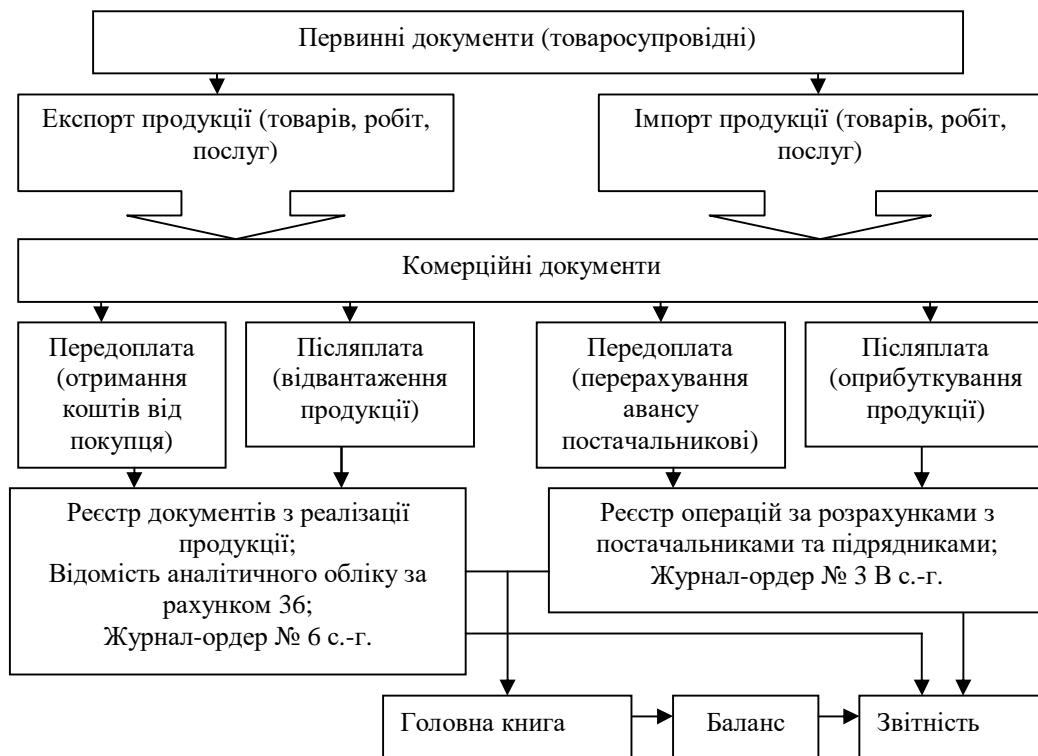 Первинні документи (товаросупровідні)
Експорт продукції (товарів, робіт,
послуг)
Імпорт продукції (товарів, робіт,
послуг)
Комерційні документи
Передоплата
(отримання
коштів від
покупця)
Післяплата
(відвантаження
продукції)
Передоплата
(перерахування
авансу
постачальникові)
Післяплата
(оприбуткування
продукції)
Реєстр документів з реалізації
продукції;
Відомість аналітичного обліку за
рахунком 36;
Журнал-ордер № 6 с.-г.
Реєстр операцій за розрахунками з
постачальниками та підрядниками;
Журнал-ордер № 3 В с.-г.
Головна книга
Баланс
Звітність